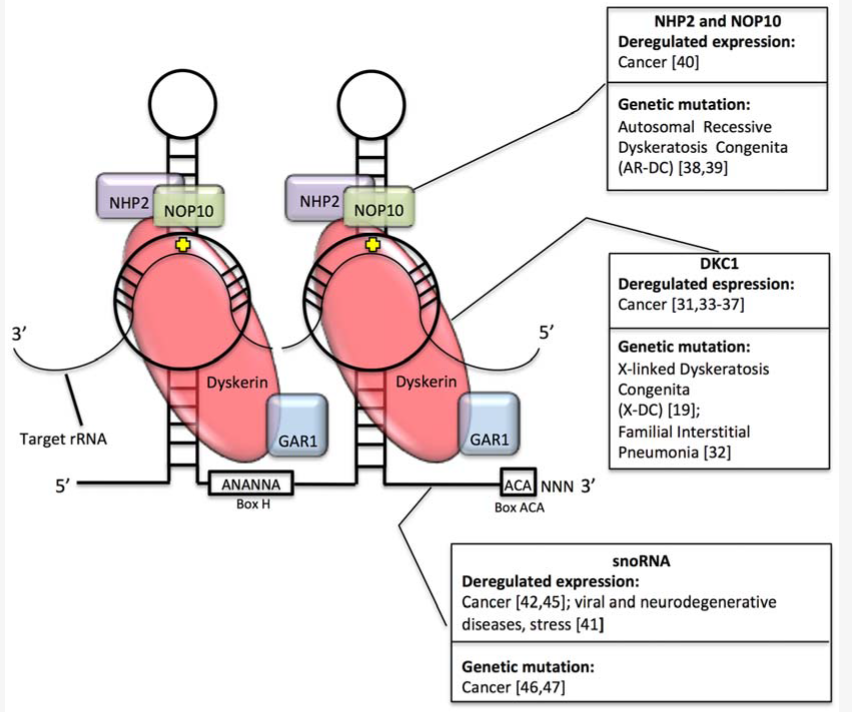 NHP2 and NOP10
Deregulated expression:
Cancer [40]
Genetic mutation:
Autosomal Recessive
Dyskeratosis Congenita
(AR-DC) [38,39]
NHP2
NOP10
NHP2
NOP10
DKC1
Deregulated espression:
Cancer [31,33-37]
Genetic mutation:
X-linked Dyskeratosis
Congenita
(X-DC) [19];
Familial Interstitial
Pneumonia [32]
3’
5’
Dyskerin
Dyskerin
GAR1
GAR1
Target rRNA
5’
ANANNA
ACA NNN 3’
Box H
Box ACA
snoRNA
Deregulated expression:
Cancer [42,45]; viral and neurodegenerative
diseases, stress [41]
Genetic mutation:
Cancer [46,47]